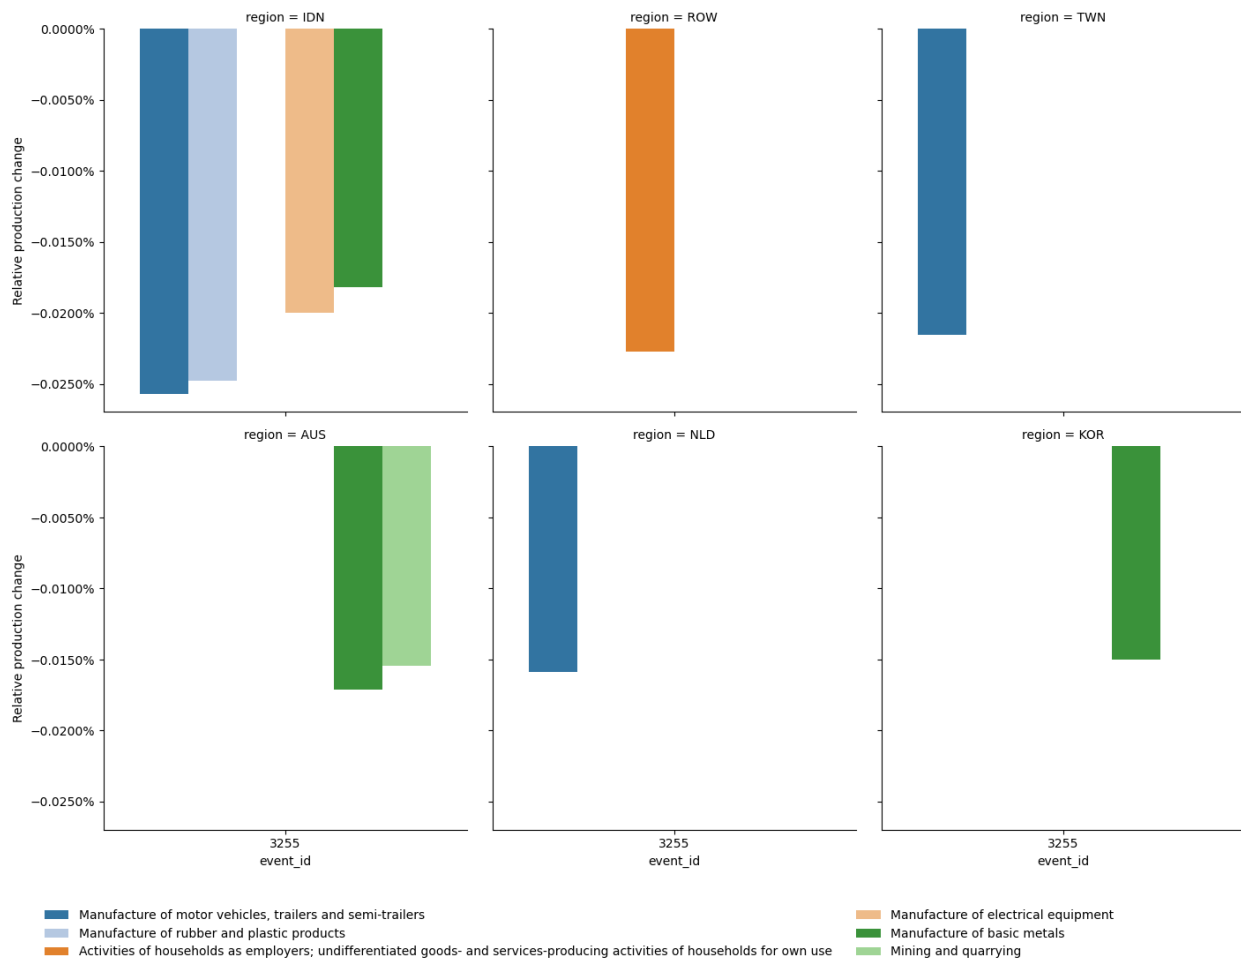 region = IDN
region = ROW
region = TWN
0.0000%
−0.0050%
−0.0100%
−0.0150%
−0.0200%
−0.0250%
Relative production change
region = AUS
region = NLD
region = KOR
0.0000%
−0.0050%
−0.0100%
−0.0150%
−0.0200%
−0.0250%
Relative production change
3255
event_id
3255
event_id
3255
event_id
Manufacture of motor vehicles, trailers and semi-trailers
Manufacture of rubber and plastic products
Activities of households as employers; undifferentiated goods- and services-producing activities of households for own use
Manufacture of electrical equipment
Manufacture of basic metals
Mining and quarrying